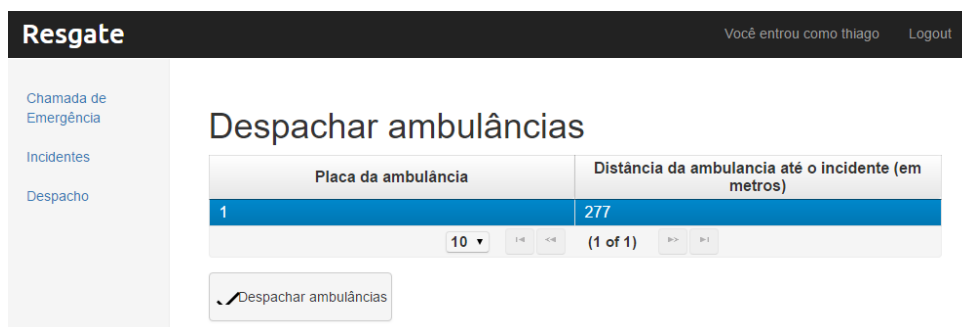 Resgate
Você entrou como thiago Logout
Chamada de
Emergência
Incidentes
Despacho
Despachar ambulâncias
Placa da ambulância
Distância da ambulancia até o incidente (em
metros)
1 277
10 (1 of 1)
Despachar ambulâncias